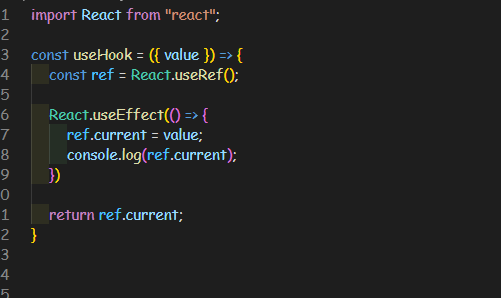 1 import React from "react";
2
3 const useHook = ({ value }) => {
4 const ref = React.useRef();
5
6 React.useEffect(() => {
7 ref.current = value;
8 console.log(ref.current);
9 })
0
1 return ref.current;
2 }
3
4
5